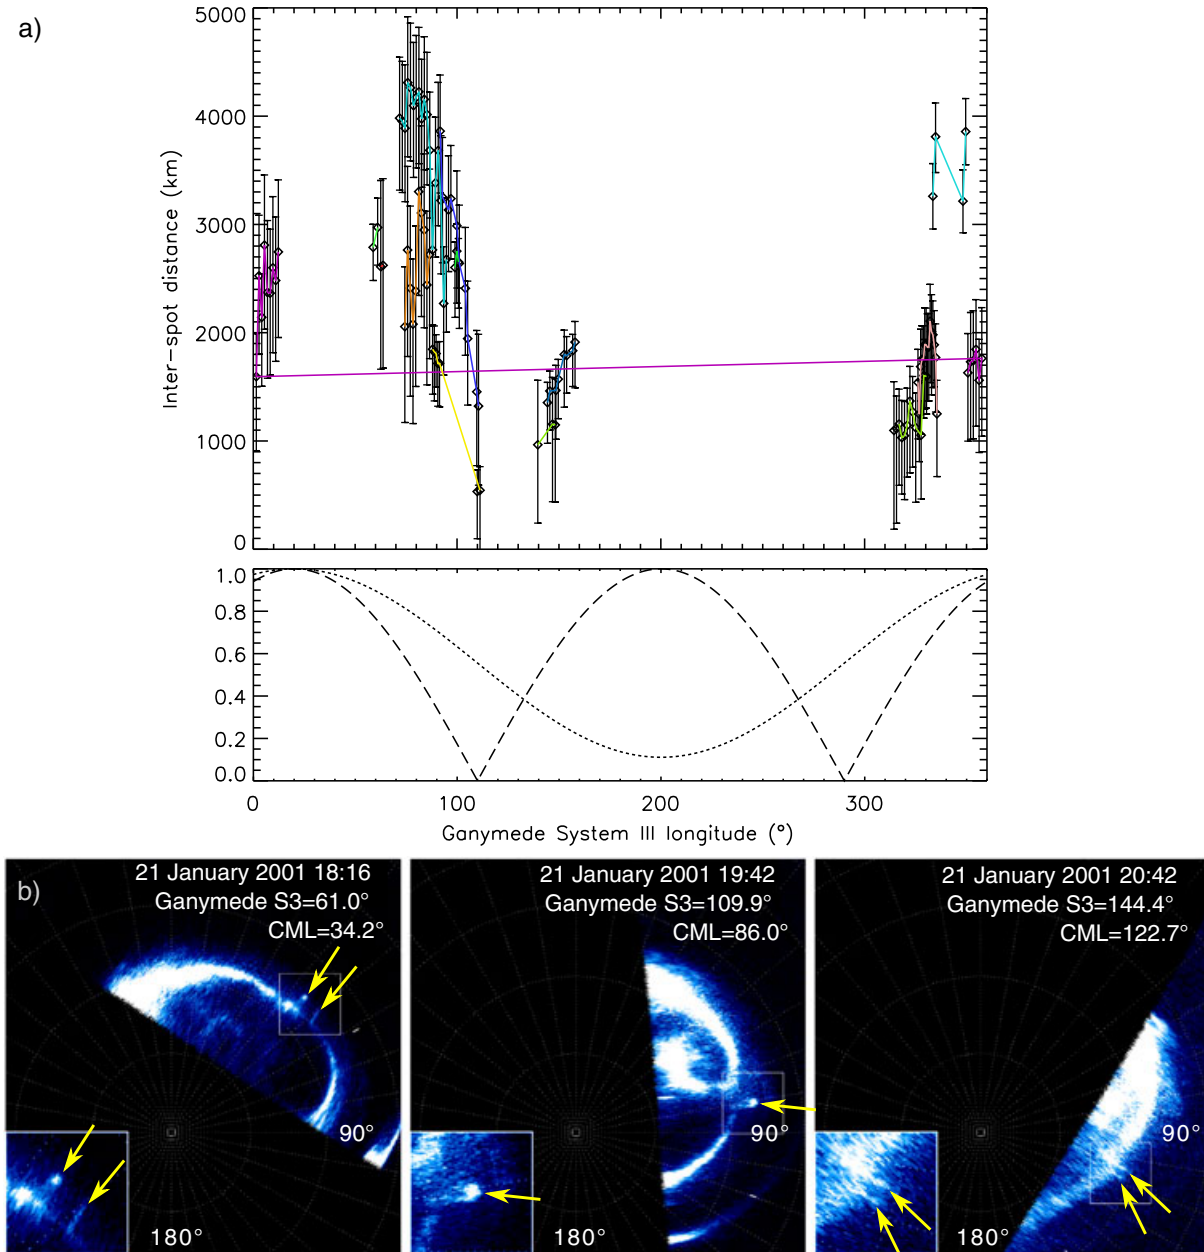 a)
5000
4000
3000
2000
1000
0
Inter-spot distance (km)
1.0
0.8
0.6
0.4
0.2
0.0
0 100 200 300
Ganymede System III longitude (°)
b)
21 January 2001 18:16
Ganymede S3=61.0°
CML=34.2°
90°
180°
21 January 2001 19:42
Ganymede S3=109.9°
CML=86.0°
90°
180°
21 January 2001 20:42
Ganymede S3=144.4°
CML=122.7°
90°
180°